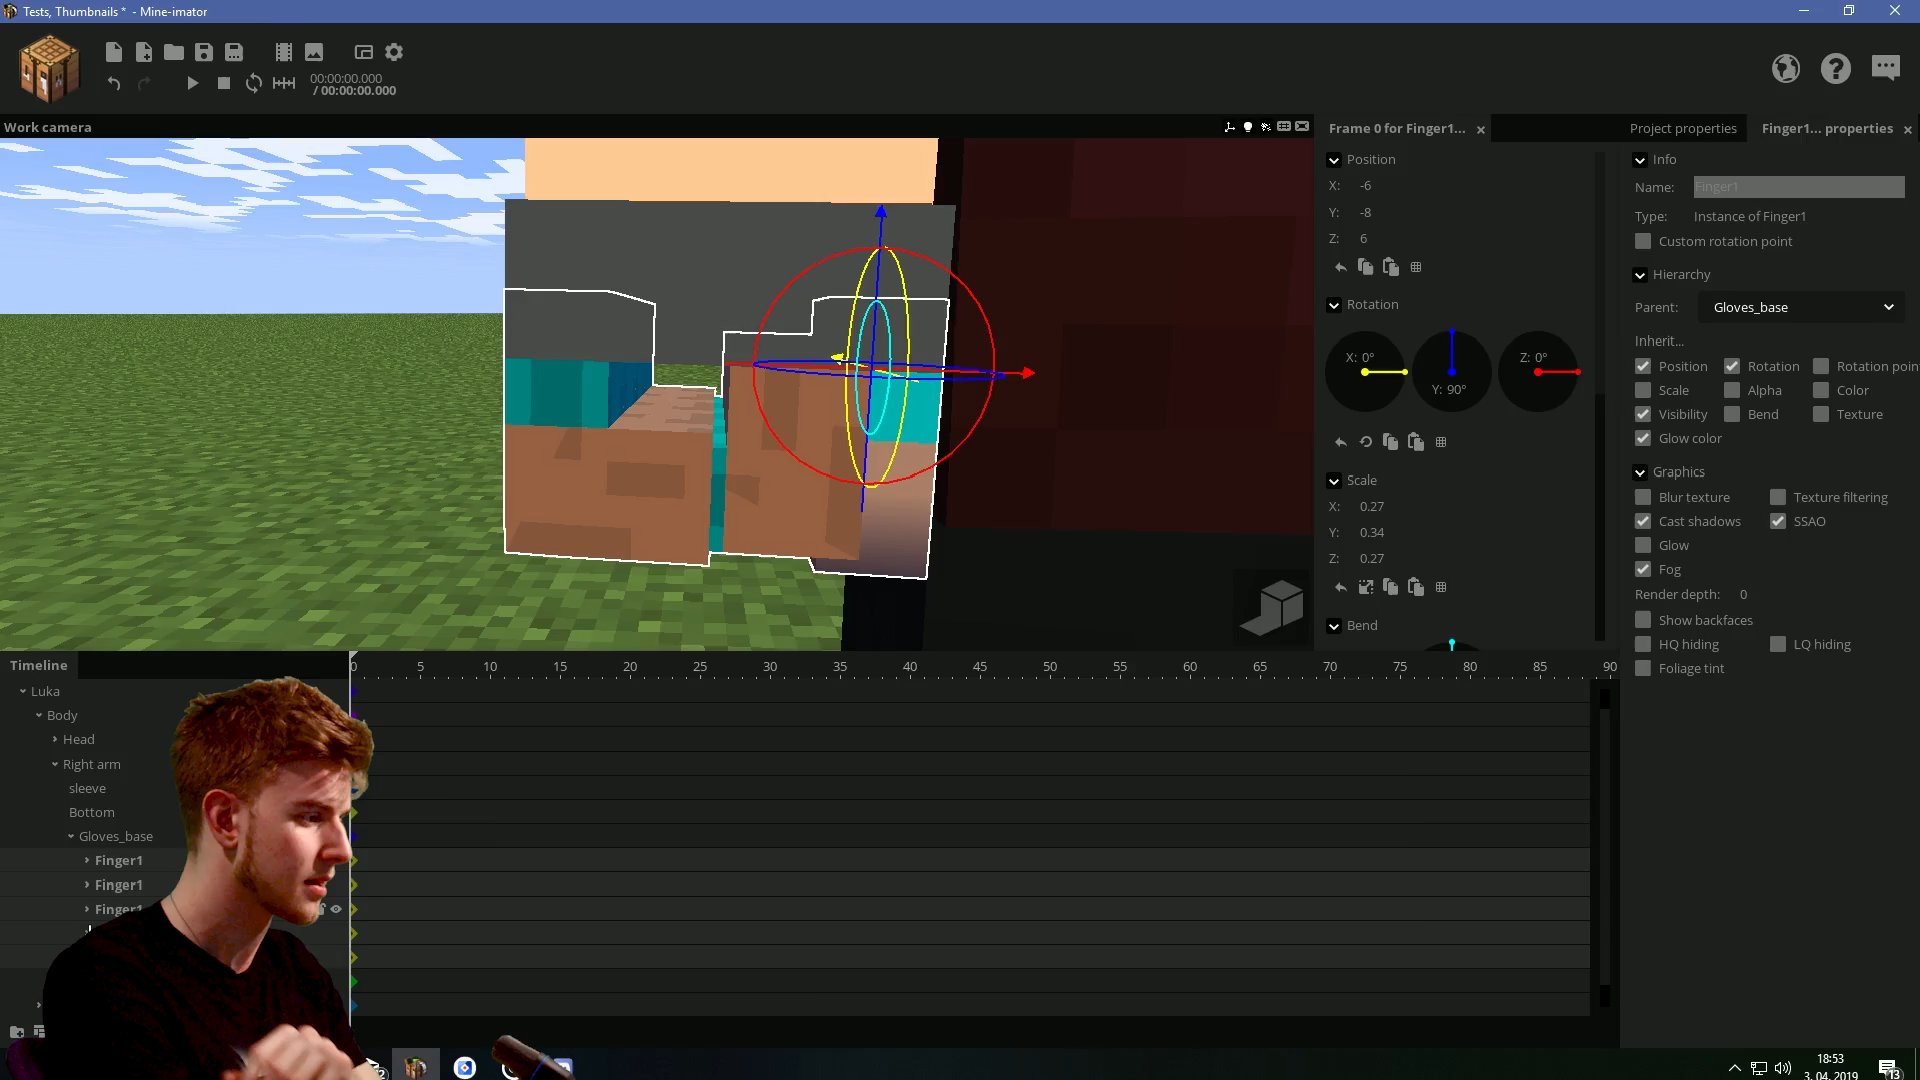 Tests, Thumbnails * - Mine-imator
00:00:00.000
/ 00:00:00.000
Work camera
Frame 0 for Finger1...
Position
X: -6
Y: -8
Z: 6
Rotation
X: 0°
Y: 90°
Z: 0°
Scale
X: 0.27
Y: 0.34
Z: 0.27
Bend
Project properties
Finger1... properties
Info
Name: Finger1
Type: Instance of Finger1
Custom rotation point
Hierarchy
Parent: Gloves_base
Inherit...
Position Rotation Rotation poin
Scale Alpha Color
Visibility Bend Texture
Glow color
Graphics
Blur texture Texture filtering
Cast shadows SSAO
Glow
Fog
Render depth: 0
Show backfaces
HQ hiding LQ hiding
Foliage tint
Timeline
0 5 10 15 20 25 30 35 40 45 50 55 60 65 70 75 80 85 90
Luka
Body
Head
Right arm
sleeve
Bottom
Gloves_base
Finger1
Finger1
Finger1
18:53
3. 04. 2019
13